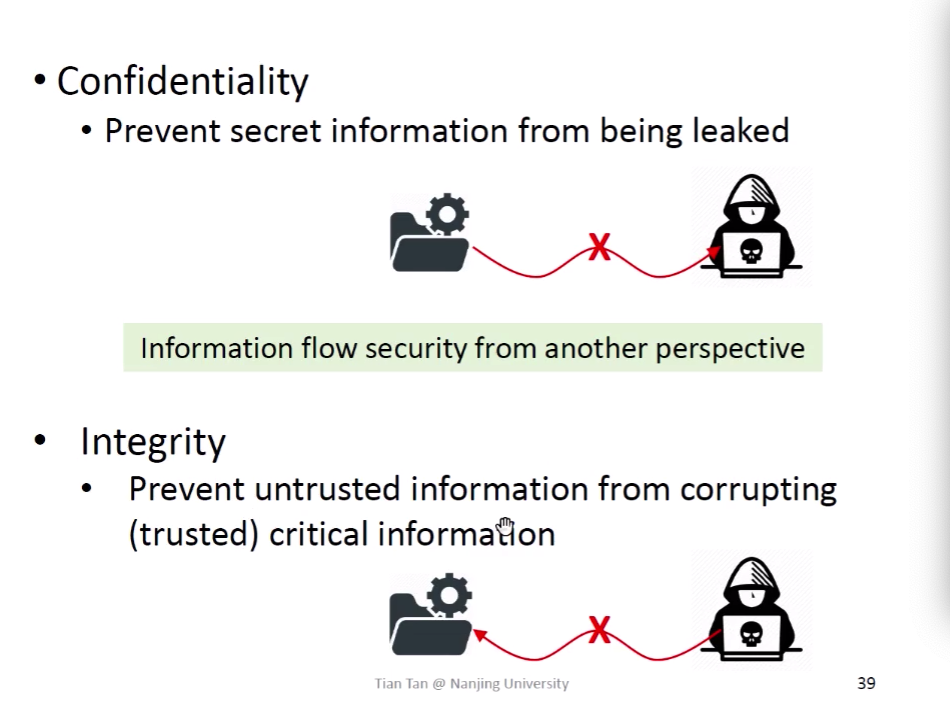 • Confidentiality
• Prevent secret information from being leaked
X
Information flow security from another perspective
• Integrity
• Prevent untrusted information from corrupting
(trusted) critical information
X
Tian Tan @ Nanjing University
39